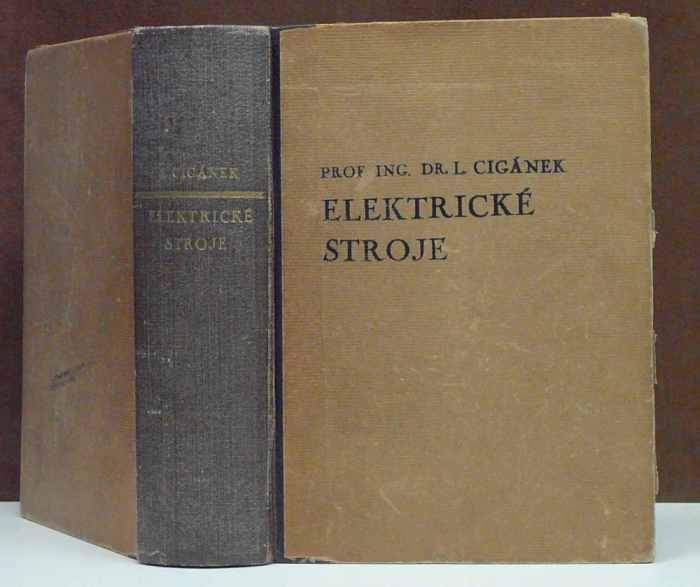 CIGÁNEK
ELEKTRICKÉ
STROJE
PROF ING. DR. L. CIGÁNEK
ELEKTRICKÉ
STROJE